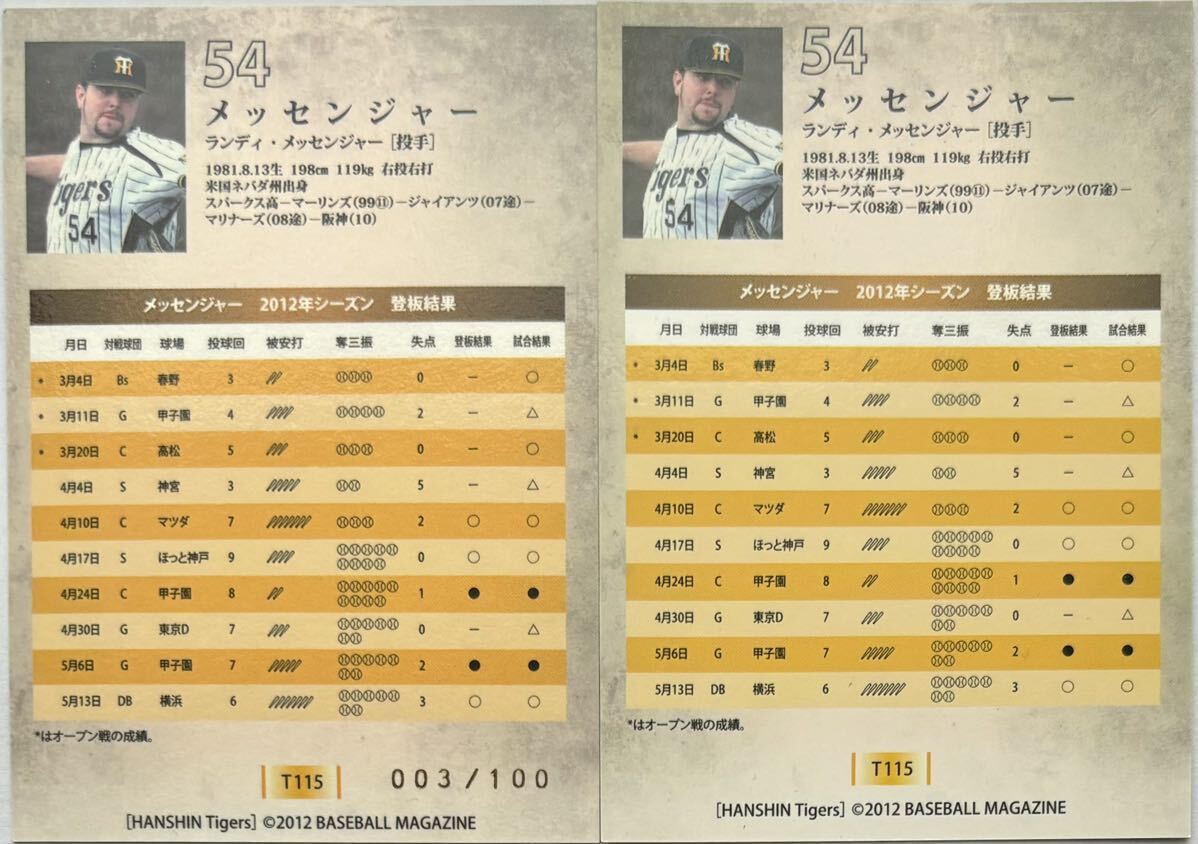 54
メッセンジャー
ランディ・メッセンジャー [投手]
1981.8.13生 198cm 119kg 右投右打
米国ネバダ州出身
スパークス高－マーリンズ(99⑪)－ジャイアンツ(07途)－
マリナーズ(08途)－阪神(10)
Tigers
54
メッセンジャー 2012年シーズン 登板結果
月日 対戦球団 球場 投球回 被安打 奪三振 失点 登板結果 試合結果
* 3月4日 Bs 春野 3 0 － ○
* 3月11日 G 甲子園 4 2 － △
* 3月20日 C 高松 5 0 － ○
4月4日 S 神宮 3 5 － △
4月10日 C マツダ 7 2 ○ ○
4月17日 S ほっと神戸 9 0 ○ ○
4月24日 C 甲子園 8 1 ● ●
4月30日 G 東京D 7 0 － △
5月6日 G 甲子園 7 2 ● ●
5月13日 DB 横浜 6 3 ○ ○
*はオープン戦の成績。
T115
003/100
[HANSHIN Tigers] ©2012 BASEBALL MAGAZINE
54
メッセンジャー
ランディ・メッセンジャー [投手]
1981.8.13生 198cm 119kg 右投右打
米国ネバダ州出身
スパークス高－マーリンズ(99⑪)－ジャイアンツ(07途)－
マリナーズ(08途)－阪神(10)
Tigers
54
メッセンジャー 2012年シーズン 登板結果
月日 対戦球団 球場 投球回 被安打 奪三振 失点 登板結果 試合結果
* 3月4日 Bs 春野 3 0 － ○
* 3月11日 G 甲子園 4 2 － △
* 3月20日 C 高松 5 0 － ○
4月4日 S 神宮 3 5 － △
4月10日 C マツダ 7 2 ○ ○
4月17日 S ほっと神戸 9 0 ○ ○
4月24日 C 甲子園 8 1 ● ●
4月30日 G 東京D 7 0 － △
5月6日 G 甲子園 7 2 ● ●
5月13日 DB 横浜 6 3 ○ ○
*はオープン戦の成績。
T115
[HANSHIN Tigers] ©2012 BASEBALL MAGAZINE